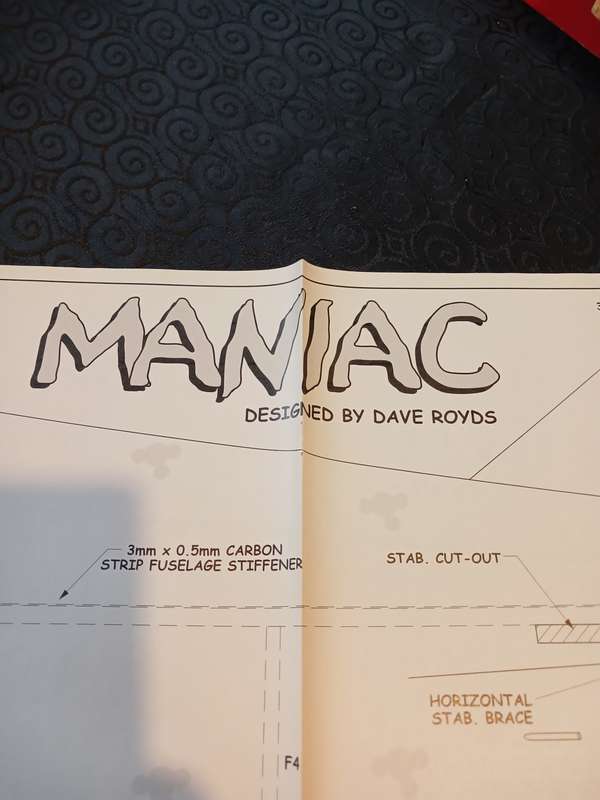 MANIAC
DESIGNED BY DAVE ROYDS
3mm x 0.5mm CARBON
STRIP FUSELAGE STIFFENER
STAB. CUT-OUT
HORIZONTAL
STAB. BRACE
F4